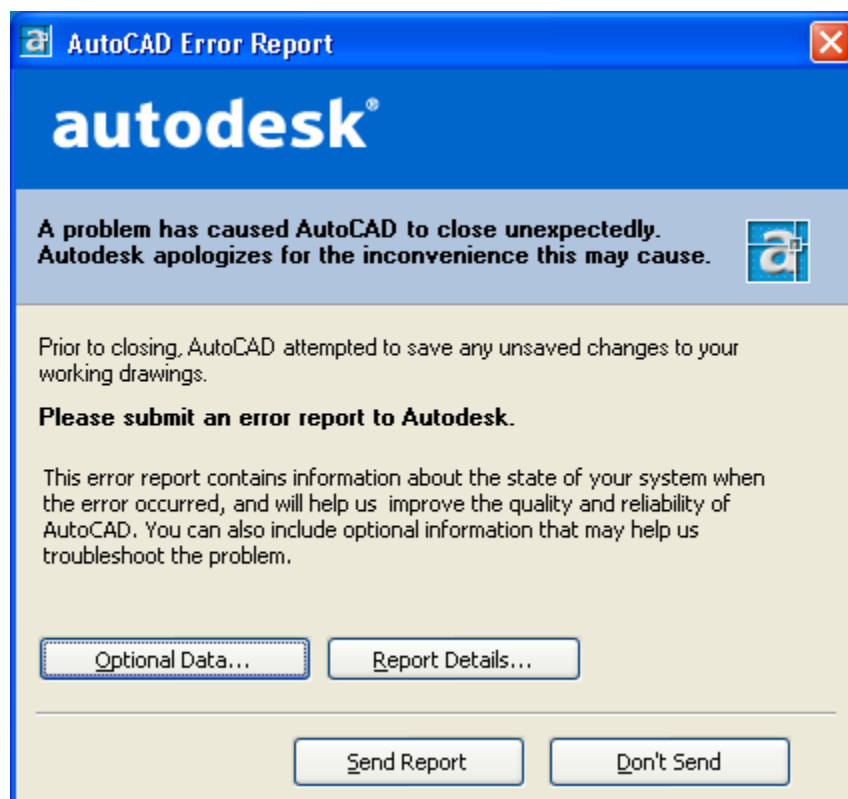 AutoCAD Error Report
autodesk®
A problem has caused AutoCAD to close unexpectedly.
Autodesk apologizes for the inconvenience this may cause.
Prior to closing, AutoCAD attempted to save any unsaved changes to your
working drawings.
Please submit an error report to Autodesk.
This error report contains information about the state of your system when
the error occurred, and will help us improve the quality and reliability of
AutoCAD. You can also include optional information that may help us
troubleshoot the problem.
Optional Data... Report Details...
Send Report Don't Send